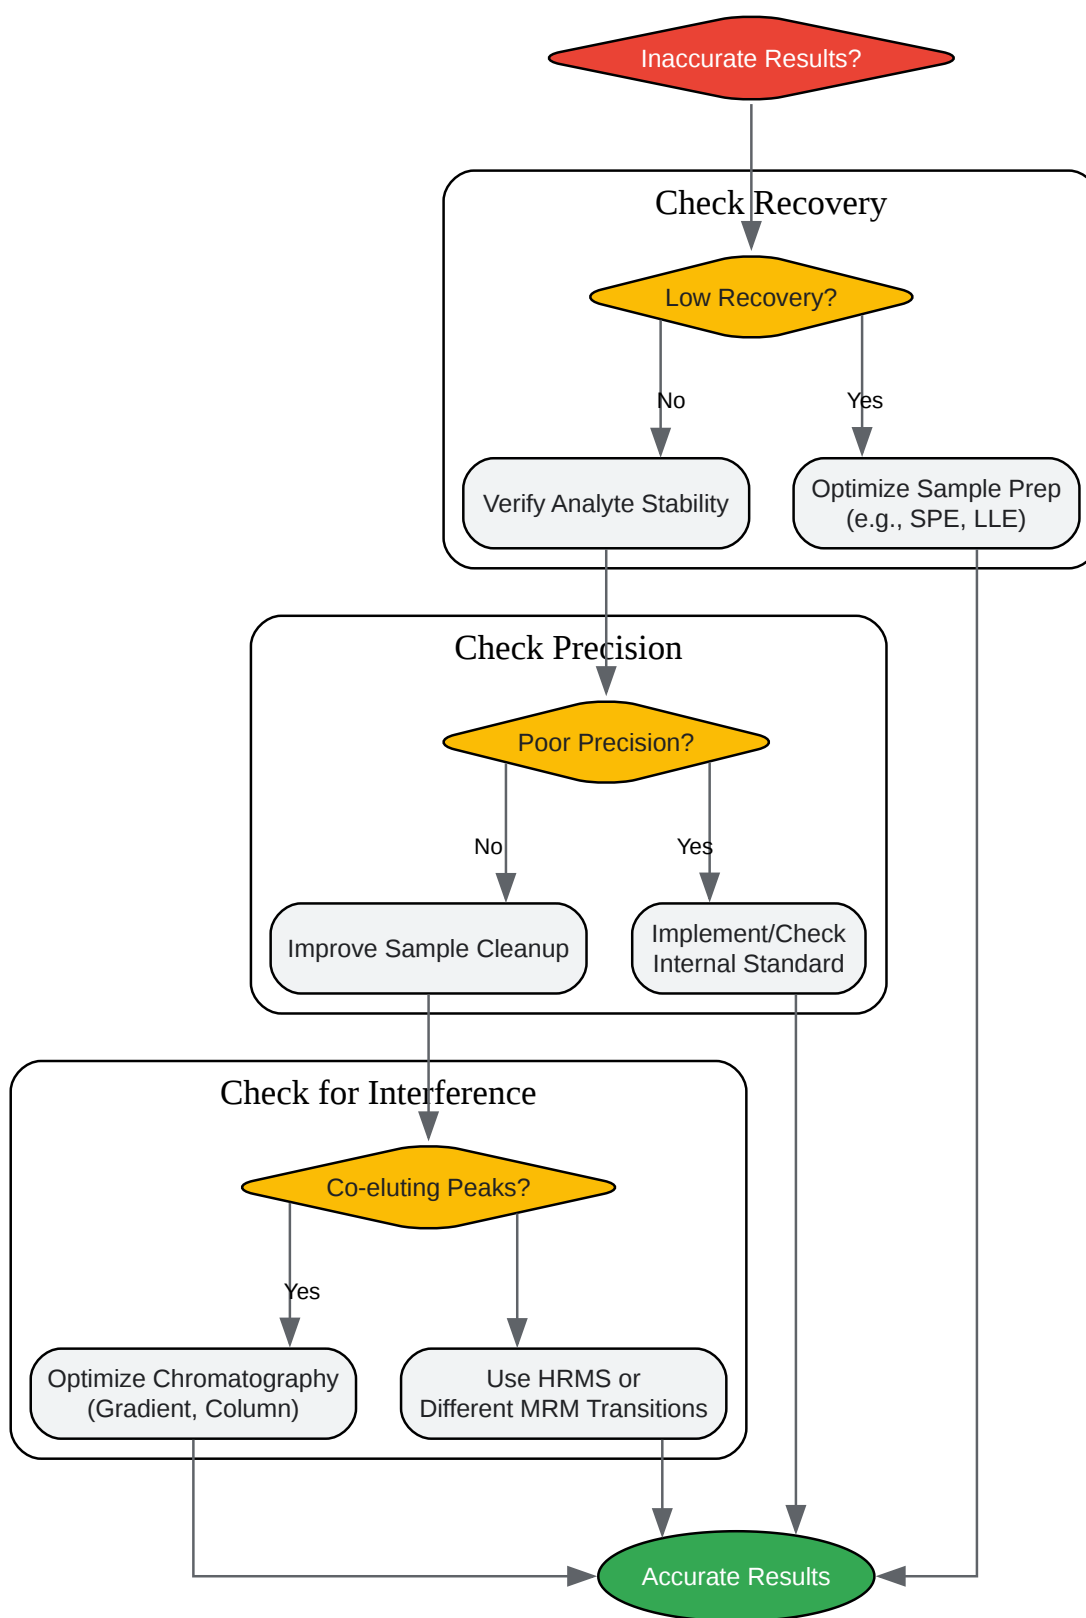 Inaccurate Results?
Check Recovery
Low Recovery?
No
Yes
Verify Analyte Stability
Optimize Sample Prep
(e.g., SPE, LLE)
Check Precision
Poor Precision?
No
Yes
Improve Sample Cleanup
Implement/Check
Internal Standard
Check for Interference
Co-eluting Peaks?
Yes
Optimize Chromatography
(Gradient, Column)
Use HRMS or
Different MRM Transitions
Accurate Results